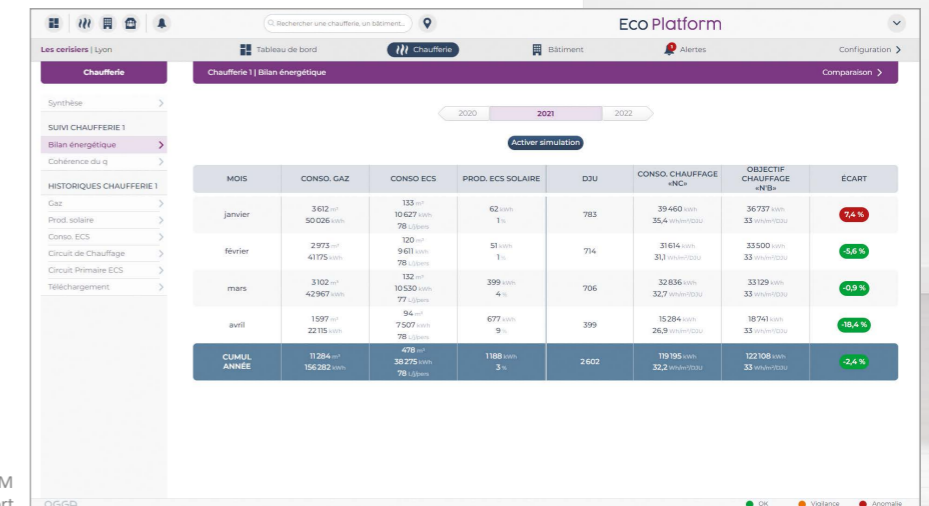 Rechercher une chaufferie, un bâtiment...
Eco Platform
Les cerisiers | Lyon
Tableau de bord
Chaufferie
Bâtiment
Alertes
Configuration
Chaufferie
Chaufferie 1 | Bilan énergétique
Comparaison
Synthèse
SUIVI CHAUFFERIE 1
Bilan énergétique
Cohérence du q
HISTORIQUES CHAUFFERIE 1
Gaz
Prod. solaire
Conso. ECS
Circuit de Chauffage
Circuit Primaire ECS
Téléchargement
2020 2021 2022
Activer simulation
MOIS CONSO. GAZ CONSO ECS PROD. ECS SOLAIRE DJU CONSO. CHAUFFAGE «NC» OBJECTIF CHAUFFAGE «N'B» ÉCART
janvier 3 612 m³ 50 026 kWh 133 m³ 10 627 kWh 78 L/j/pers 62 kWh 1 % 783 39 460 kWh 35,4 Wh/m²/DJU 36 737 kWh 33 Wh/m²/DJU 7,4 %
février 2 973 m³ 41 175 kWh 120 m³ 9 611 kWh 78 L/j/pers 51 kWh 1 % 714 31 614 kWh 31,1 Wh/m²/DJU 33 500 kWh 33 Wh/m²/DJU -5,6 %
mars 3 102 m³ 42 967 kWh 132 m³ 10 530 kWh 77 L/j/pers 399 kWh 4 % 706 32 836 kWh 32,7 Wh/m²/DJU 33 129 kWh 33 Wh/m²/DJU -0,9 %
avril 1 597 m³ 22 115 kWh 94 m³ 7 507 kWh 78 L/j/pers 677 kWh 9 % 399 15 284 kWh 26,9 Wh/m²/DJU 18 741 kWh 33 Wh/m²/DJU -18,4 %
CUMUL ANNÉE 11 284 m³ 156 282 kWh 478 m³ 38 275 kWh 78 L/j/pers 1 188 kWh 3 % 2 602 119 195 kWh 32,2 Wh/m²/DJU 122 108 kWh 33 Wh/m²/DJU -2,4 %
OK Vigilance Anomalie